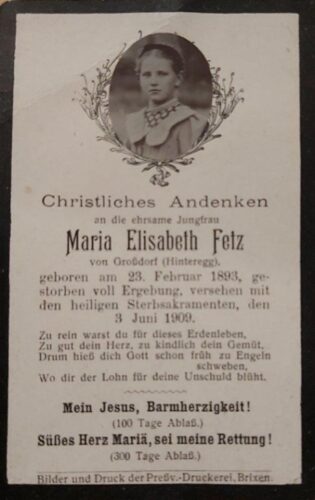 Christliches Andenken
an die ehrsame Jungfrau
Maria Elisabeth Fetz
von Großdorf (Hinteregg).
geboren am 23. Februar 1893, ge-
storben voll Ergebung, versehen mit
den heiligen Sterbsakramenten, den
3 Juni 1909.
Zu rein warst du für dieses Erdenleben,
Zu gut dein Herz, zu kindlich dein Gemüt,
Drum hieß dich Gott schon früh zu Engeln
schweben,
Wo dir der Lohn für deine Unschuld blüht.
Mein Jesus, Barmherzigkeit!
(100 Tage Ablaß.)
Süßes Herz Mariä, sei meine Rettung!
(300 Tage Ablaß.)
Bilder und Druck der Preßv.-Druckerei, Brixen.